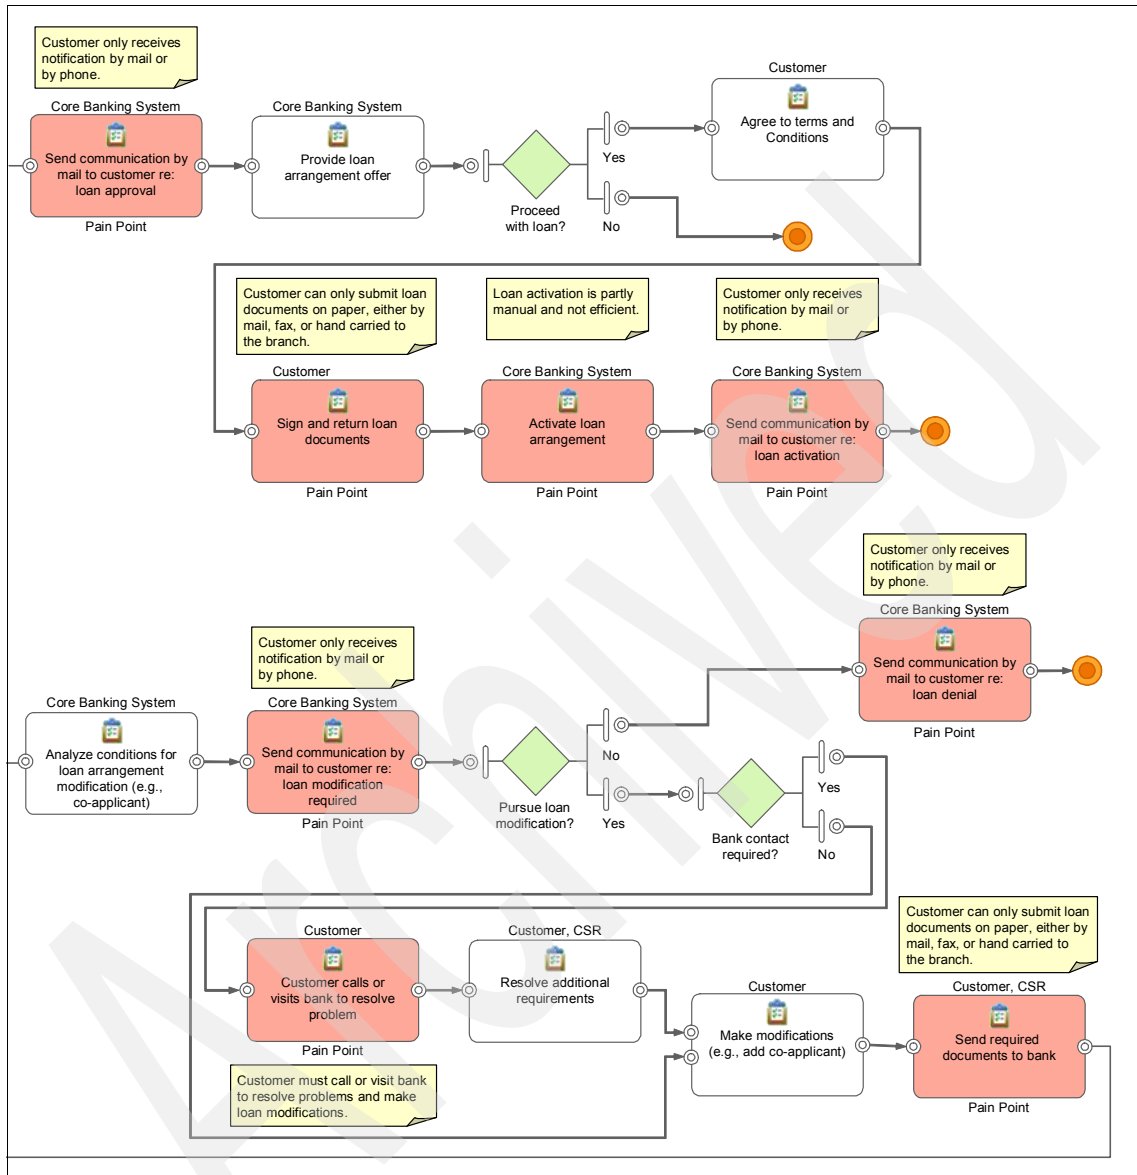 Customer only receives
notification by mail or
by phone.
Core Banking System
Send communication by
mail to customer re:
loan approval
Pain Point
Core Banking System
Provide loan
arrangement offer
Proceed
with loan?
Yes
No
Customer
Agree to terms and
Conditions
Customer can only submit loan
documents on paper, either by
mail, fax, or hand carried to
the branch.
Customer
Sign and return loan
documents
Pain Point
Loan activation is partly
manual and not efficient.
Core Banking System
Activate loan
arrangement
Pain Point
Customer only receives
notification by mail or
by phone.
Core Banking System
Send communication by
mail to customer re:
loan activation
Pain Point
Customer only receives
notification by mail or
by phone.
Core Banking System
Send communication by
mail to customer re:
loan denial
Pain Point
Core Banking System
Analyze conditions for
loan arrangement
modification (e.g.,
co-applicant)
Customer only receives
notification by mail or
by phone.
Core Banking System
Send communication by
mail to customer re:
loan modification
required
Pain Point
Pursue loan
modification?
No
Yes
Bank contact
required?
Yes
No
Customer
Customer calls or
visits bank to resolve
problem
Pain Point
Customer must call or visit bank
to resolve problems and make
loan modifications.
Customer, CSR
Resolve additional
requirements
Customer
Make modifications
(e.g., add co-applicant)
Customer can only submit loan
documents on paper, either by
mail, fax, or hand carried to
the branch.
Customer, CSR
Send required
documents to bank
Pain Point
Archived